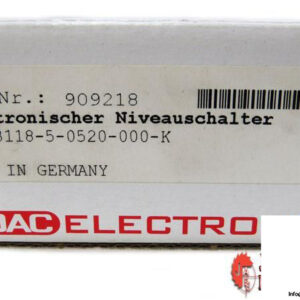 Nr.: 909218
tronischer Niveauschalter
3118-5-0520-000-K
IN GERMANY
DAC ELECTRO